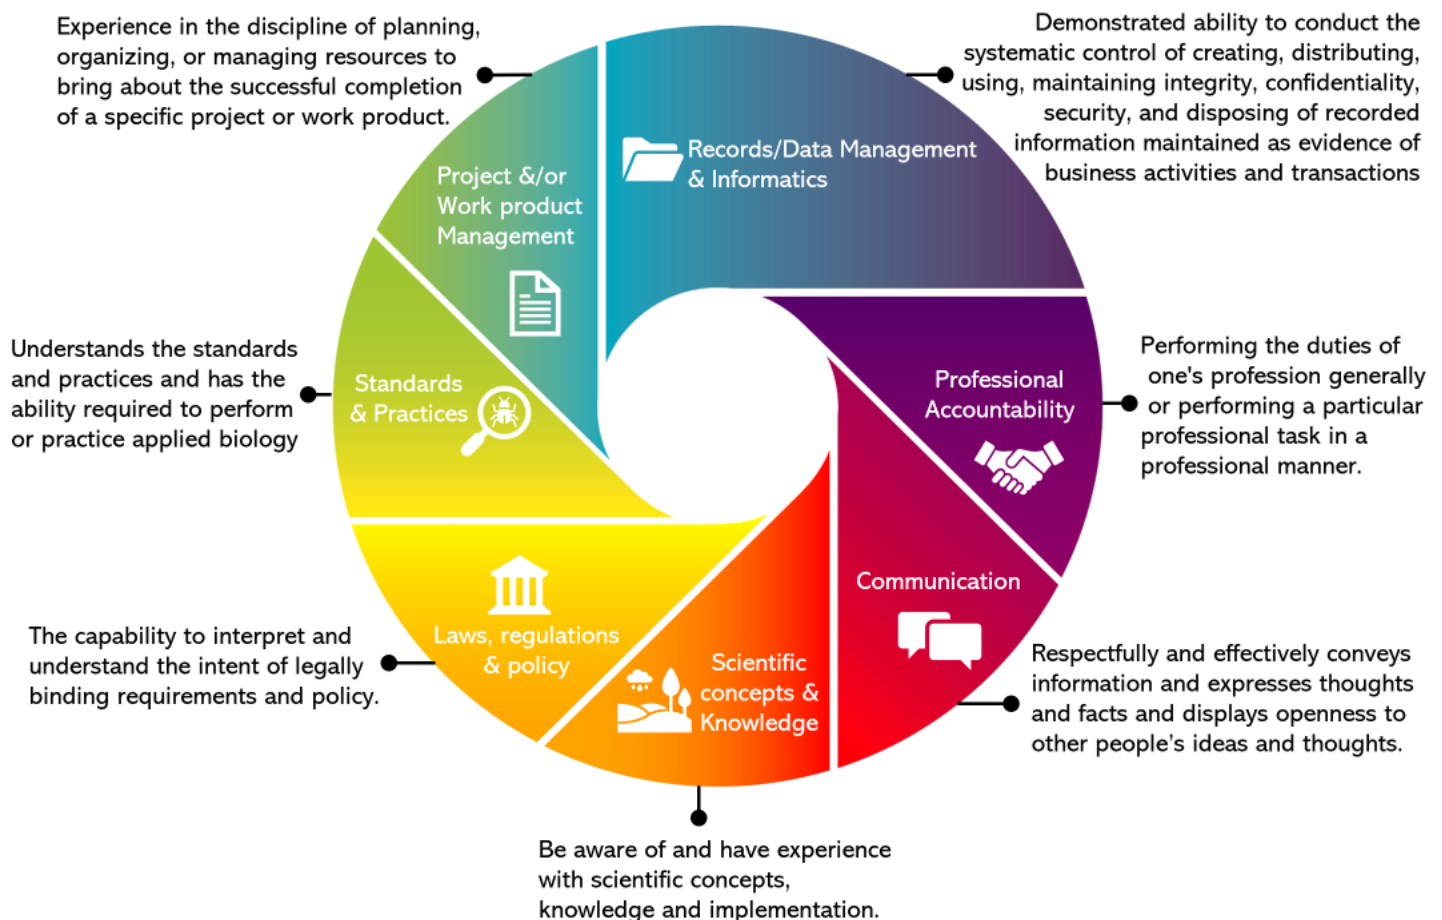 Experience in the discipline of planning,
organizing, or managing resources to
bring about the successful completion
of a specific project or work product.
Demonstrated ability to conduct the
systematic control of creating, distributing,
using, maintaining integrity, confidentiality,
security, and disposing of recorded
information maintained as evidence of
business activities and transactions
Project &/or
Work product
Management
Records/Data Management
& Informatics
Understands the standards
and practices and has the
ability required to perform
or practice applied biology
Standards
& Practices
Professional
Accountability
Performing the duties of
one's profession generally
or performing a particular
professional task in a
professional manner.
The capability to interpret and
understand the intent of legally
binding requirements and policy.
Laws, regulations
& policy
Scientific
concepts &
Knowledge
Communication
Respectfully and effectively conveys
information and expresses thoughts
and facts and displays openness to
other people’s ideas and thoughts.
Be aware of and have experience
with scientific concepts,
knowledge and implementation.